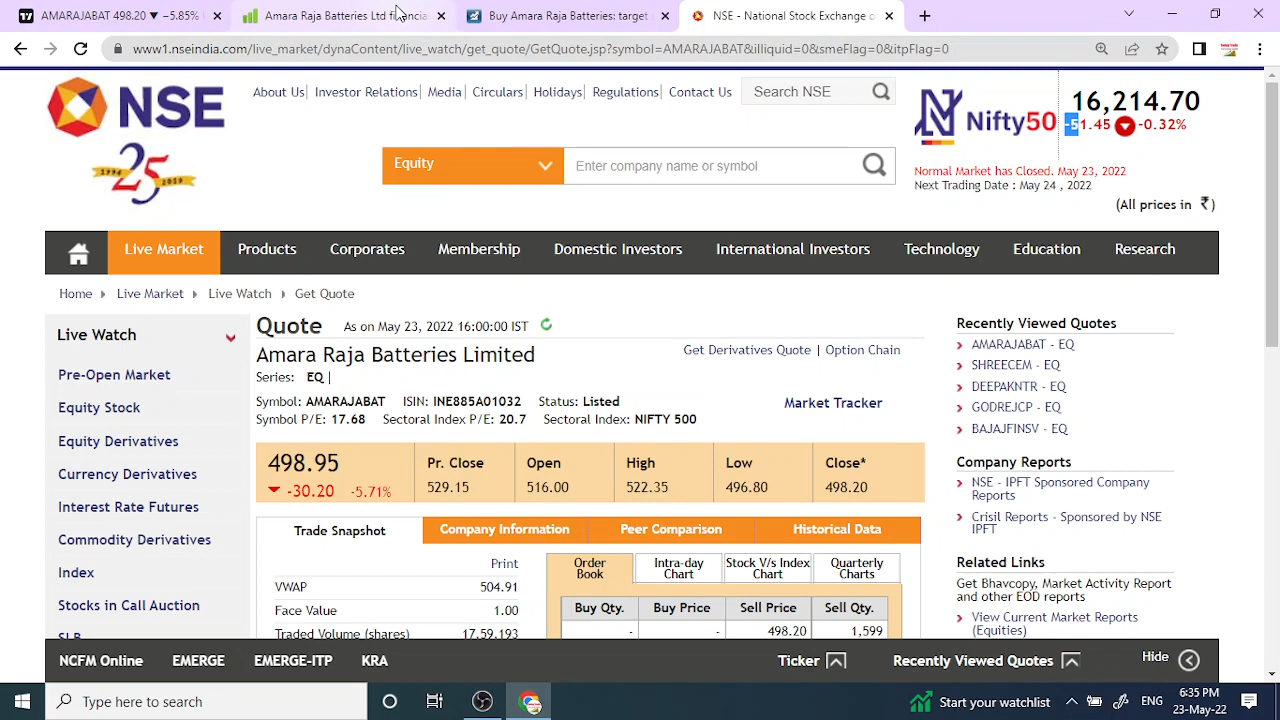 AMARAJABAT 498.20 ▼ −5.85%
Amara Raja Batteries Ltd financi
Buy Amara Raja Batteries: target
NSE - National Stock Exchange o
www1.nseindia.com/live_market/dynaContent/live_watch/get_quote/GetQuote.jsp?symbol=AMARAJABAT&illiquid=0&smeFlag=0&itpFlag=0
NSE
1994 25 2019
About Us | Investor Relations | Media | Circulars | Holidays | Regulations | Contact Us
Search NSE
Equity
Enter company name or symbol
Nifty50
16,214.70
-51.45 -0.32%
Normal Market has Closed. May 23, 2022
Next Trading Date : May 24 , 2022
(All prices in ₹)
Live Market Products Corporates Membership Domestic Investors International Investors Technology Education Research
Home Live Market Live Watch Get Quote
Live Watch
Pre-Open Market
Equity Stock
Equity Derivatives
Currency Derivatives
Interest Rate Futures
Commodity Derivatives
Index
Stocks in Call Auction
SLB
Quote As on May 23, 2022 16:00:00 IST
Amara Raja Batteries Limited
Get Derivatives Quote | Option Chain
Series: EQ |
Symbol: AMARAJABAT ISIN: INE885A01032 Status: Listed
Market Tracker
Symbol P/E: 17.68 Sectoral Index P/E: 20.7 Sectoral Index: NIFTY 500
498.95
-30.20 -5.71%
Pr. Close
529.15
Open
516.00
High
522.35
Low
496.80
Close*
498.20
Trade Snapshot Company Information Peer Comparison Historical Data
Print
VWAP 504.91
Face Value 1.00
Traded Volume (shares) 17,59,193
Order Book
Intra-day Chart
Stock V/s Index Chart
Quarterly Charts
Buy Qty. Buy Price Sell Price Sell Qty.
- - 498.20 1,599
Recently Viewed Quotes
AMARAJABAT - EQ
SHREECEM - EQ
DEEPAKNTR - EQ
GODREJCP - EQ
BAJAJFINSV - EQ
Company Reports
NSE - IPFT Sponsored Company
Reports
Crisil Reports - Sponsored by NSE
IPFT
Related Links
Get Bhavcopy, Market Activity Report
and other EOD reports
View Current Market Reports
(Equities)
NCFM Online EMERGE EMERGE-ITP KRA
Ticker Recently Viewed Quotes Hide
Type here to search
Start your watchlist
ENG
6:35 PM
23-May-22